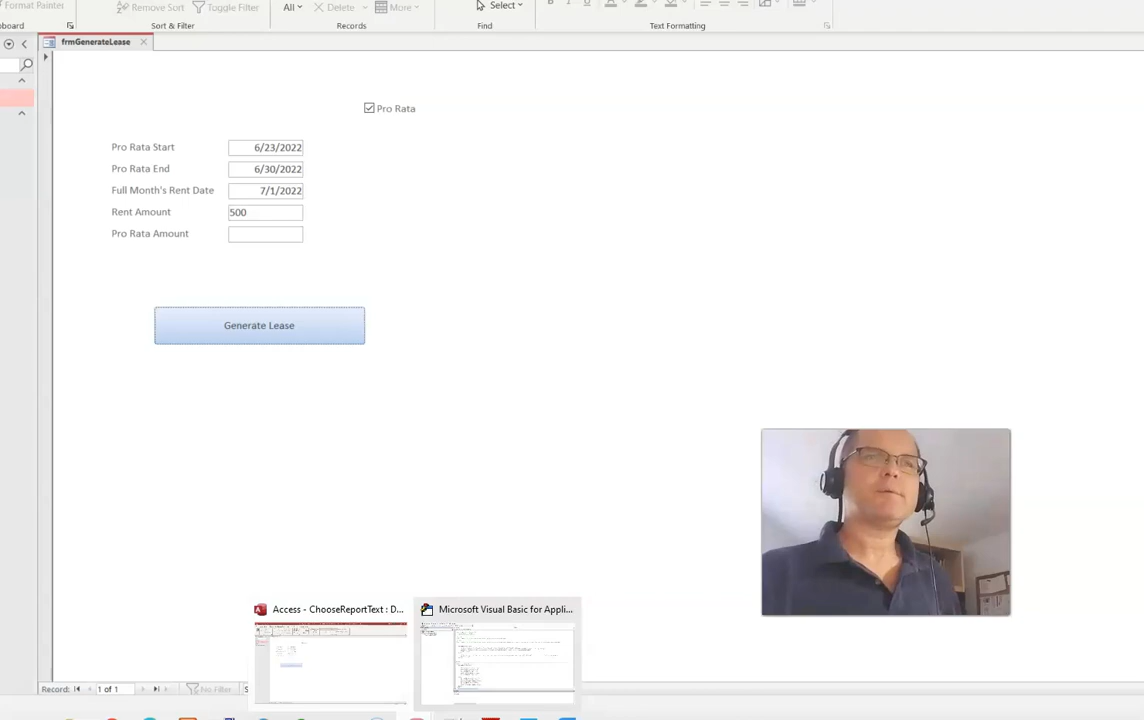 Format Painter
Remove Sort
Toggle Filter
All
Delete
More
Select
B I U
board
Sort & Filter
Records
Find
Text Formatting
frmGenerateLease
Pro Rata
Pro Rata Start 6/23/2022
Pro Rata End 6/30/2022
Full Month's Rent Date 7/1/2022
Rent Amount 500
Pro Rata Amount
Generate Lease
Access - ChooseReportText : D...
Microsoft Visual Basic for Appli...
Record:
1 of 1
No Filter